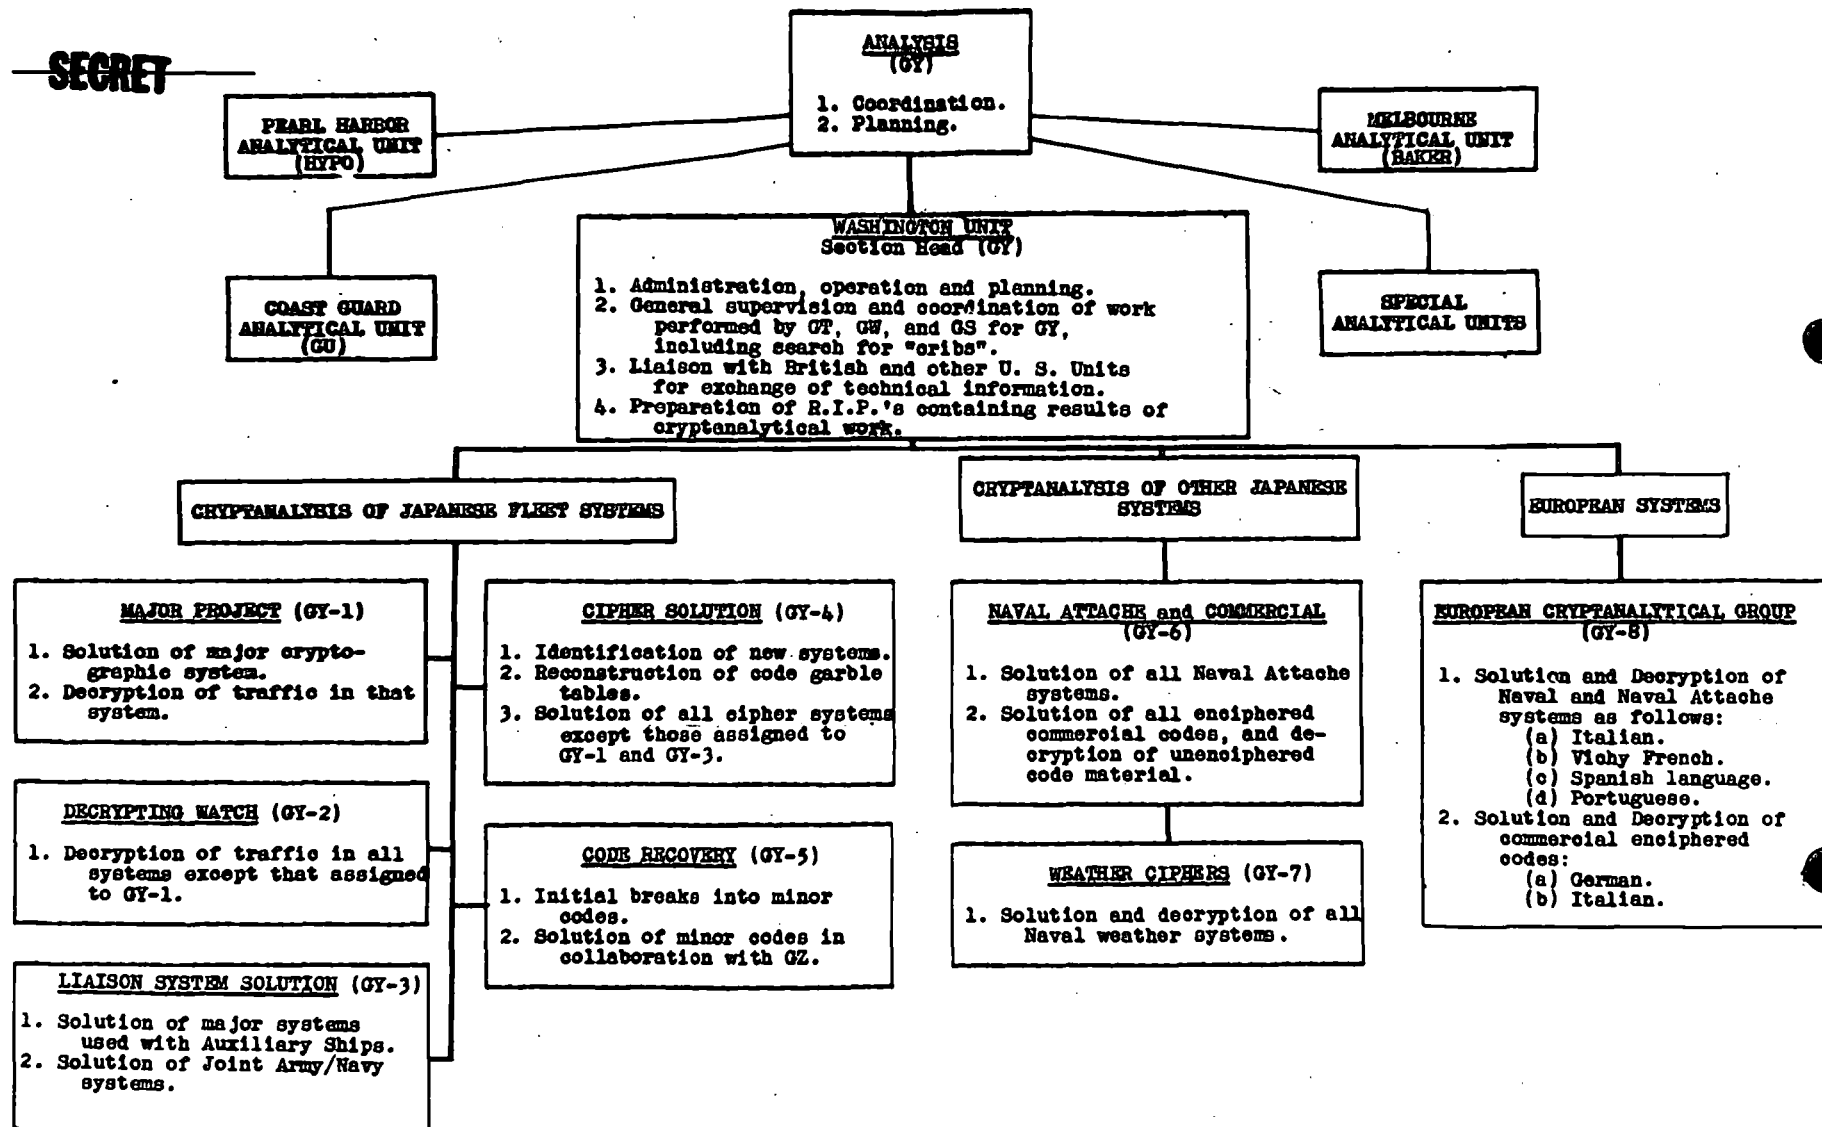 SECRET
ANALYSIS
(GY)
1. Coordination.
2. Planning.
PEARL HARBOR
ANALYTICAL UNIT
(HYPO)
MELBOURNE
ANALYTICAL UNIT
(BAKER)
COAST GUARD
ANALYTICAL UNIT
(GU)
WASHINGTON UNIT
Section Head (GY)
1. Administration, operation and planning.
2. General supervision and coordination of work
performed by GT, GW, and GS for GY,
including search for "cribs".
3. Liaison with British and other U. S. Units
for exchange of technical information.
4. Preparation of R.I.P.'s containing results of
cryptanalytical work.
SPECIAL
ANALYTICAL UNITS
CRYPTANALYSIS OF JAPANESE FLEET SYSTEMS
CRYPTANALYSIS OF OTHER JAPANESE
SYSTEMS
EUROPEAN SYSTEMS
MAJOR PROJECT (GY-1)
1. Solution of major crypto-
graphic system.
2. Decryption of traffic in that
system.
DECRYPTING WATCH (GY-2)
1. Decryption of traffic in all
systems except that assigned
to GY-1.
LIAISON SYSTEM SOLUTION (GY-3)
1. Solution of major systems
used with Auxiliary Ships.
2. Solution of Joint Army/Navy
systems.
CIPHER SOLUTION (GY-4)
1. Identification of new systems.
2. Reconstruction of code garble
tables.
3. Solution of all cipher systems
except those assigned to
GY-1 and GY-3.
CODE RECOVERY (GY-5)
1. Initial breaks into minor
codes.
2. Solution of minor codes in
collaboration with GZ.
NAVAL ATTACHE and COMMERCIAL
(GY-6)
1. Solution of all Naval Attache
systems.
2. Solution of all enciphered
commercial codes, and de-
cryption of unenciphered
code material.
WEATHER CIPHERS (GY-7)
1. Solution and decryption of all
Naval weather systems.
EUROPEAN CRYPTANALYTICAL GROUP
(GY-8)
1. Solution and Decryption of
Naval and Naval Attache
systems as follows:
(a) Italian.
(b) Vichy French.
(c) Spanish language.
(d) Portuguese.
2. Solution and Decryption of
commercial enciphered
codes:
(a) German.
(b) Italian.